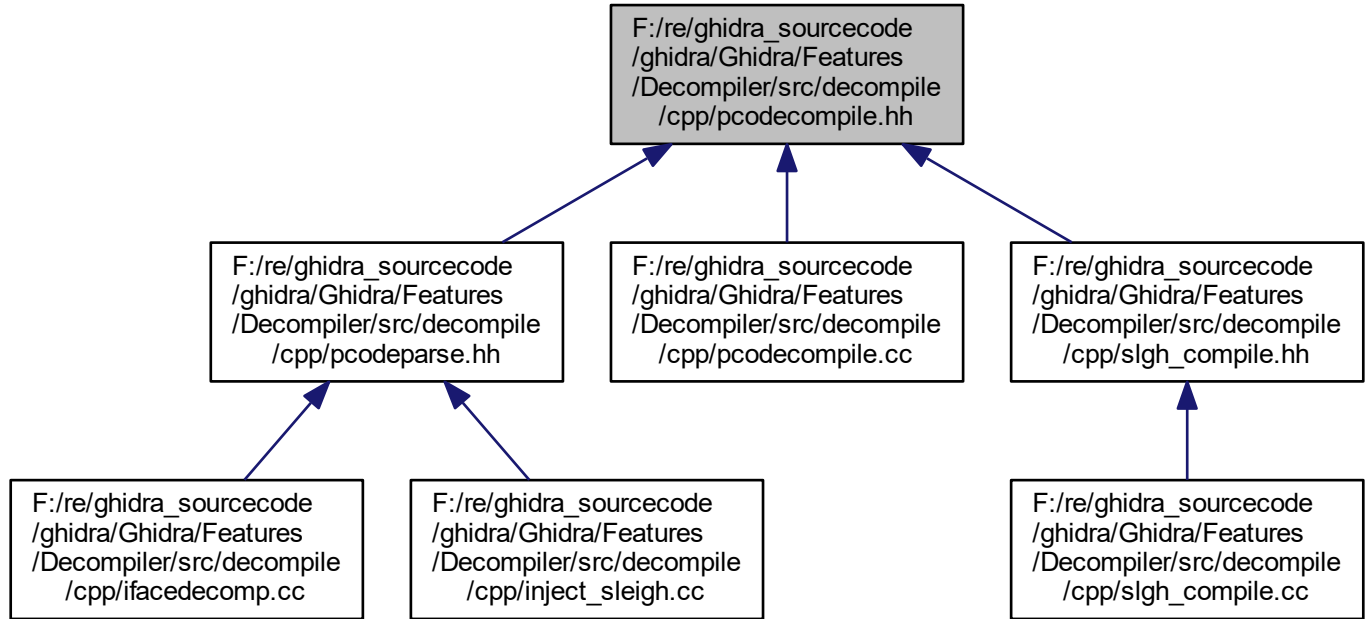 F:/re/ghidra_sourcecode
/ghidra/Ghidra/Features
/Decompiler/src/decompile
/cpp/pcodecompile.hh
F:/re/ghidra_sourcecode
/ghidra/Ghidra/Features
/Decompiler/src/decompile
/cpp/pcodeparse.hh
F:/re/ghidra_sourcecode
/ghidra/Ghidra/Features
/Decompiler/src/decompile
/cpp/pcodecompile.cc
F:/re/ghidra_sourcecode
/ghidra/Ghidra/Features
/Decompiler/src/decompile
/cpp/slgh_compile.hh
F:/re/ghidra_sourcecode
/ghidra/Ghidra/Features
/Decompiler/src/decompile
/cpp/ifacedecomp.cc
F:/re/ghidra_sourcecode
/ghidra/Ghidra/Features
/Decompiler/src/decompile
/cpp/inject_sleigh.cc
F:/re/ghidra_sourcecode
/ghidra/Ghidra/Features
/Decompiler/src/decompile
/cpp/slgh_compile.cc